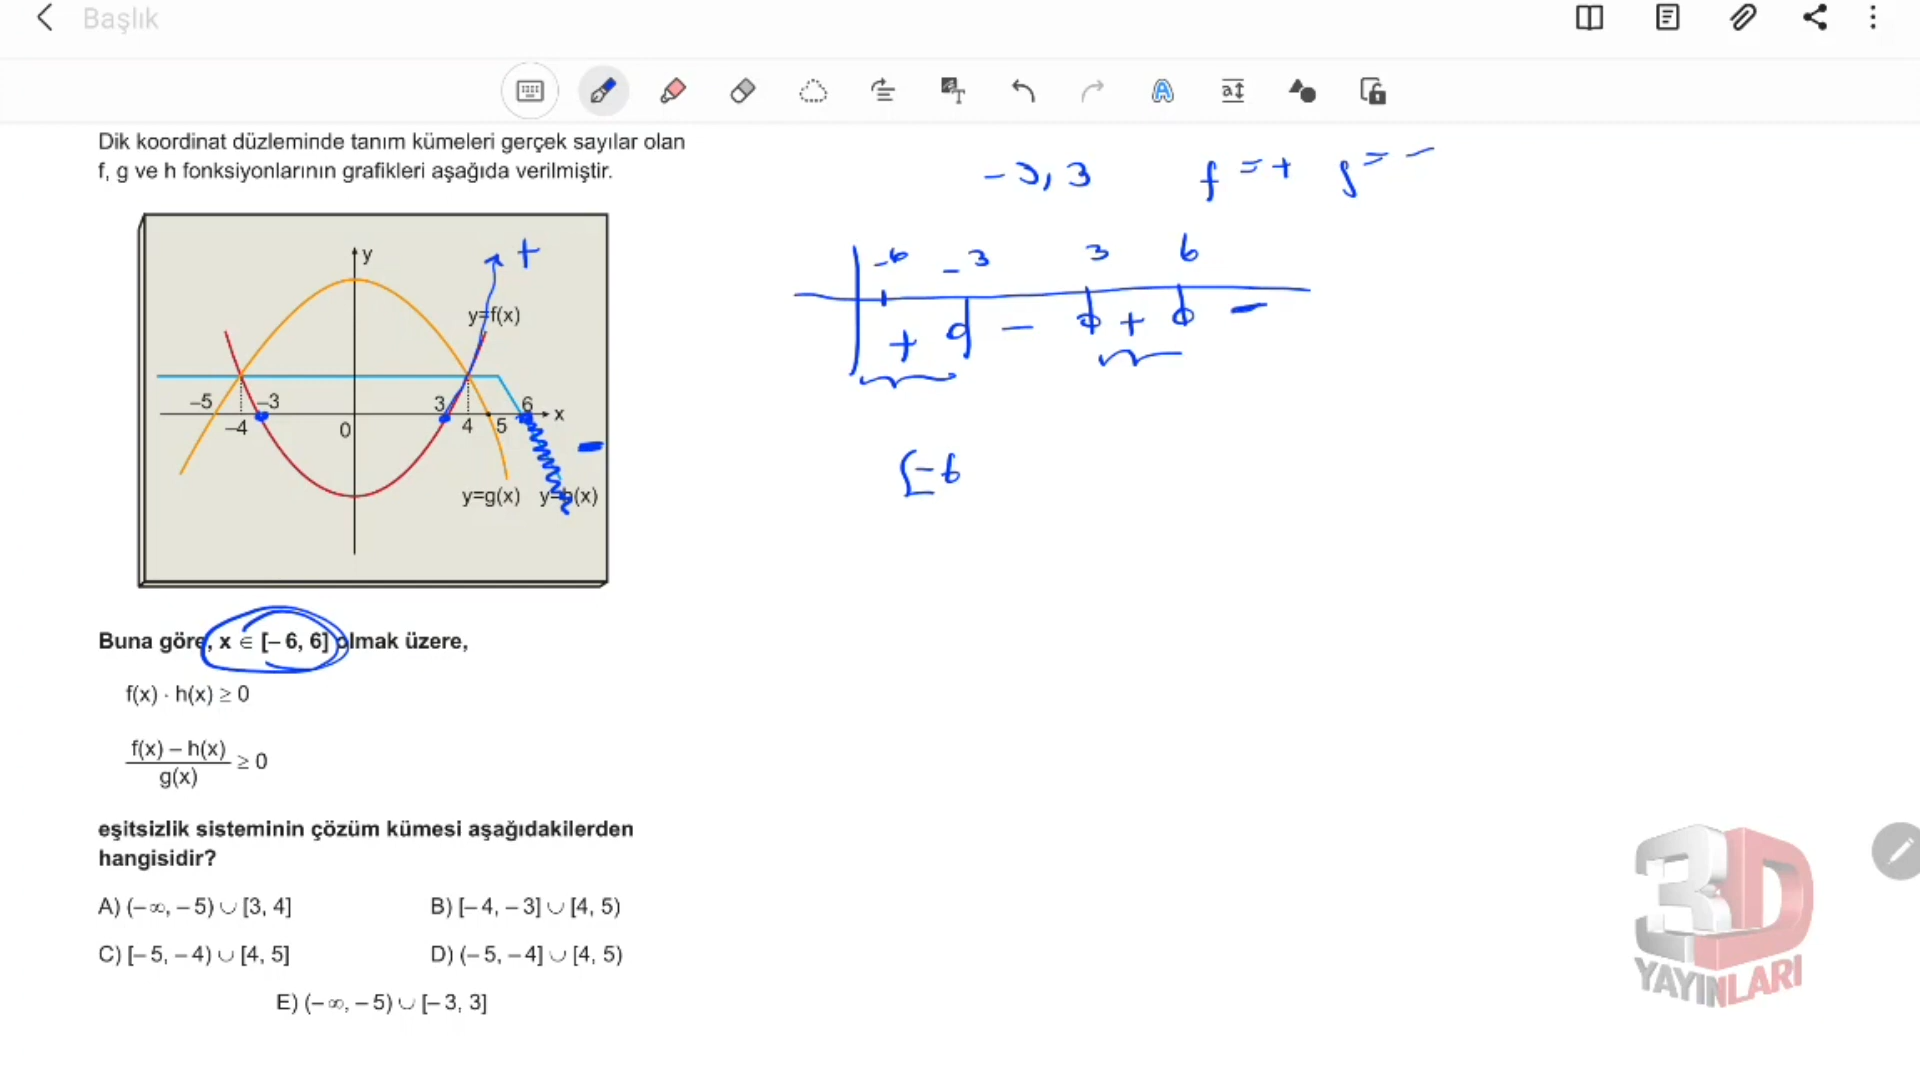 Başlık
Dik koordinat düzleminde tanım kümeleri gerçek sayılar olan
f, g ve h fonksiyonlarının grafikleri aşağıda verilmiştir.
-3, 3 f = + g = -
y
+
y=f(x)
-5 -3 3 6 x
-4 0 4 5
-
y=g(x) y=h(x)
-6 -3 3 6
+ - + -
[-6
Buna göre, x ∈ [– 6, 6] olmak üzere,
f(x) · h(x) ≥ 0
f(x) – h(x)
g(x)
≥ 0
eşitsizlik sisteminin çözüm kümesi aşağıdakilerden
hangisidir?
A) (– ∞, – 5) ∪ [3, 4] B) [– 4, – 3] ∪ [4, 5)
C) [– 5, – 4) ∪ [4, 5] D) (– 5, – 4] ∪ [4, 5)
E) (– ∞, – 5) ∪ [– 3, 3]
3D
YAYINLARI